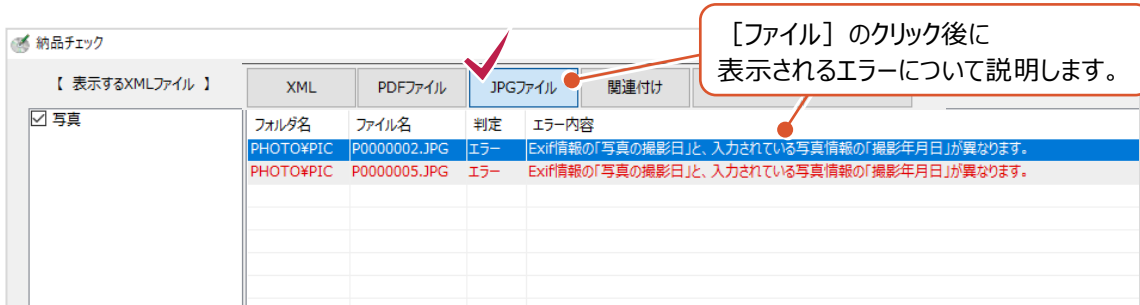 ［ファイル］のクリック後に
表示されるエラーについて説明します。
納品チェック
【 表示するXMLファイル 】
XML PDFファイル JPGファイル 関連付け
写真
フォルダ名 ファイル名 判定 エラー内容
PHOTO¥PIC P0000002.JPG エラー Exif情報の「写真の撮影日」と、入力されている写真情報の「撮影年月日」が異なります。
PHOTO¥PIC P0000005.JPG エラー Exif情報の「写真の撮影日」と、入力されている写真情報の「撮影年月日」が異なります。